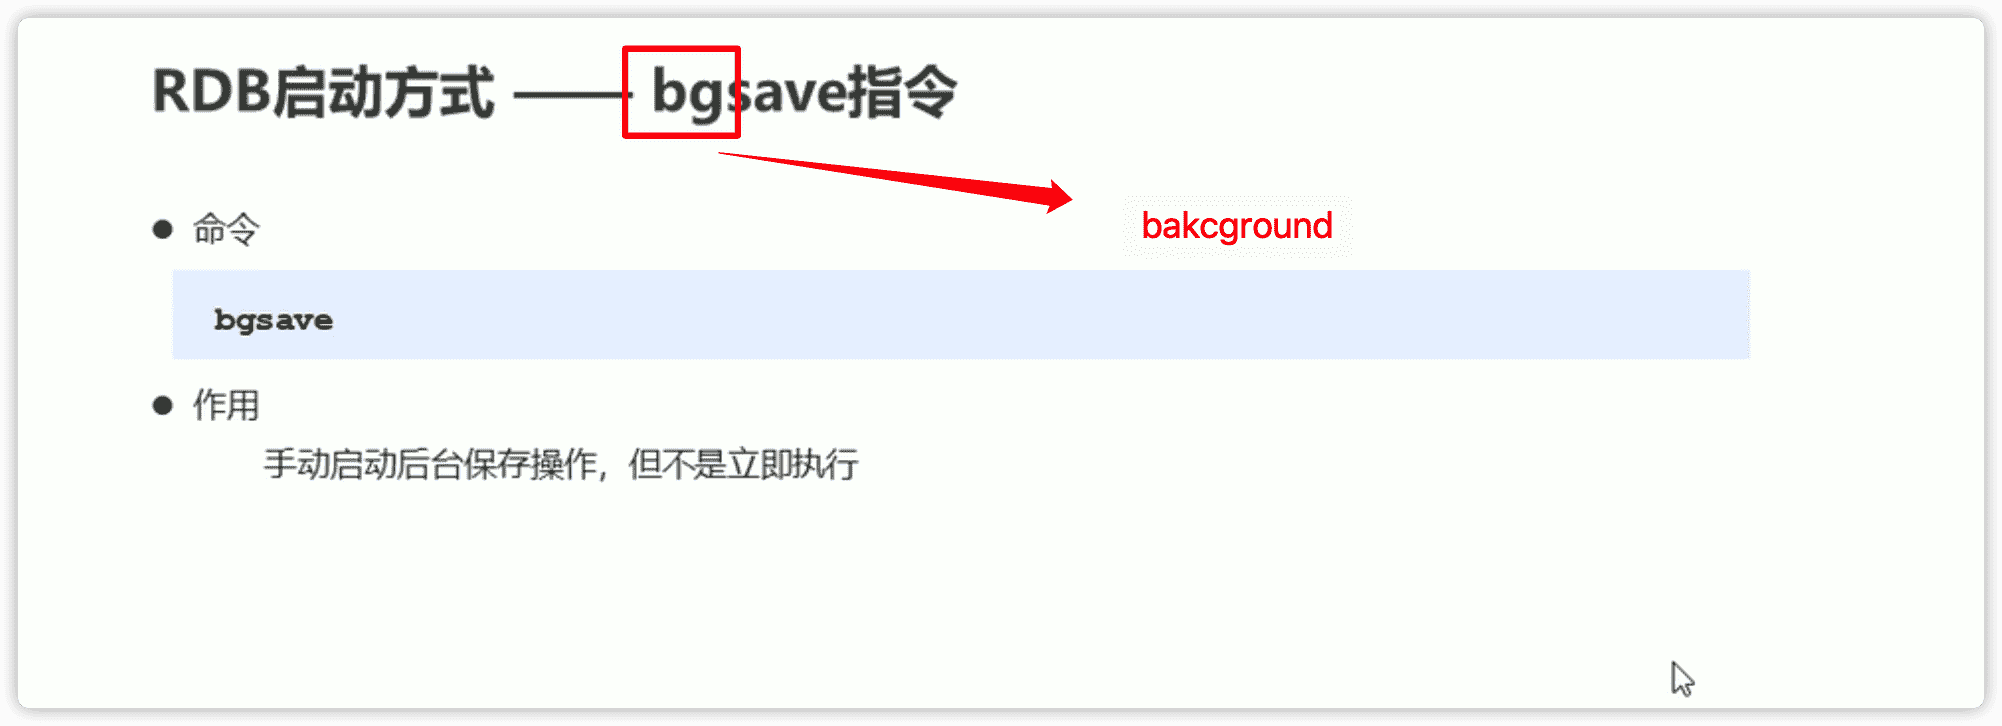 RDB启动方式 —— bgsave指令
bakcground
● 命令
bgsave
● 作用
手动启动后台保存操作，但不是立即执行